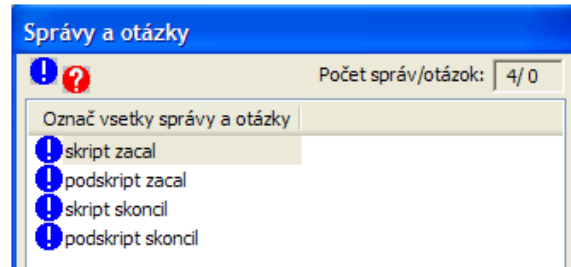 Správy a otázky
Počet správ/otázok: 4/ 0
Označ vsetky správy a otázky
skript zacal
podskript zacal
skript skoncil
podskript skoncil